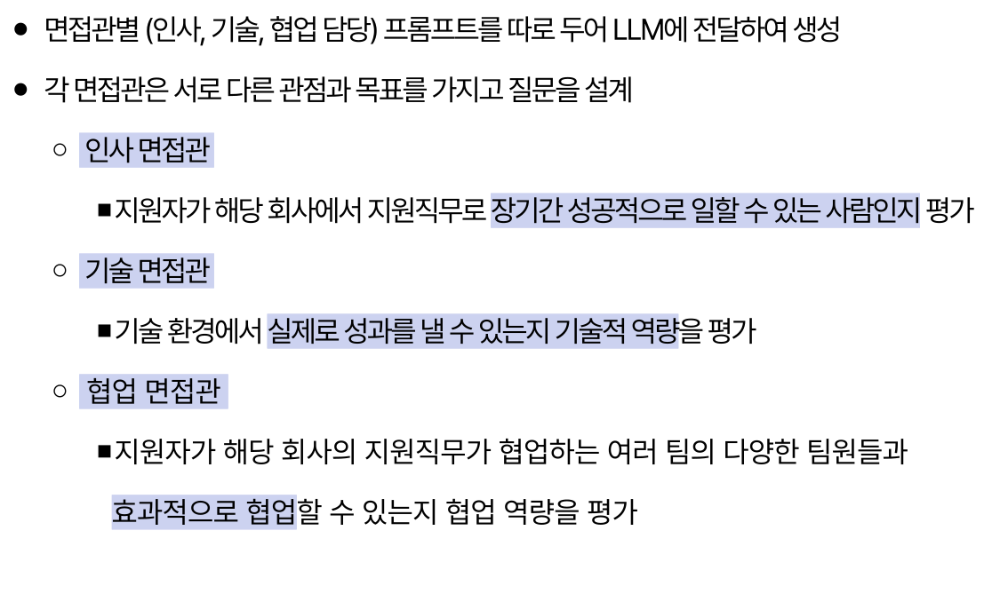 ● 면접관별 (인사, 기술, 협업 담당) 프롬프트를 따로 두어 LLM에 전달하여 생성
● 각 면접관은 서로 다른 관점과 목표를 가지고 질문을 설계
○ 인사 면접관
■ 지원자가 해당 회사에서 지원직무로 장기간 성공적으로 일할 수 있는 사람인지 평가
○ 기술 면접관
■ 기술 환경에서 실제로 성과를 낼 수 있는지 기술적 역량을 평가
○ 협업 면접관
■ 지원자가 해당 회사의 지원직무가 협업하는 여러 팀의 다양한 팀원들과
효과적으로 협업할 수 있는지 협업 역량을 평가